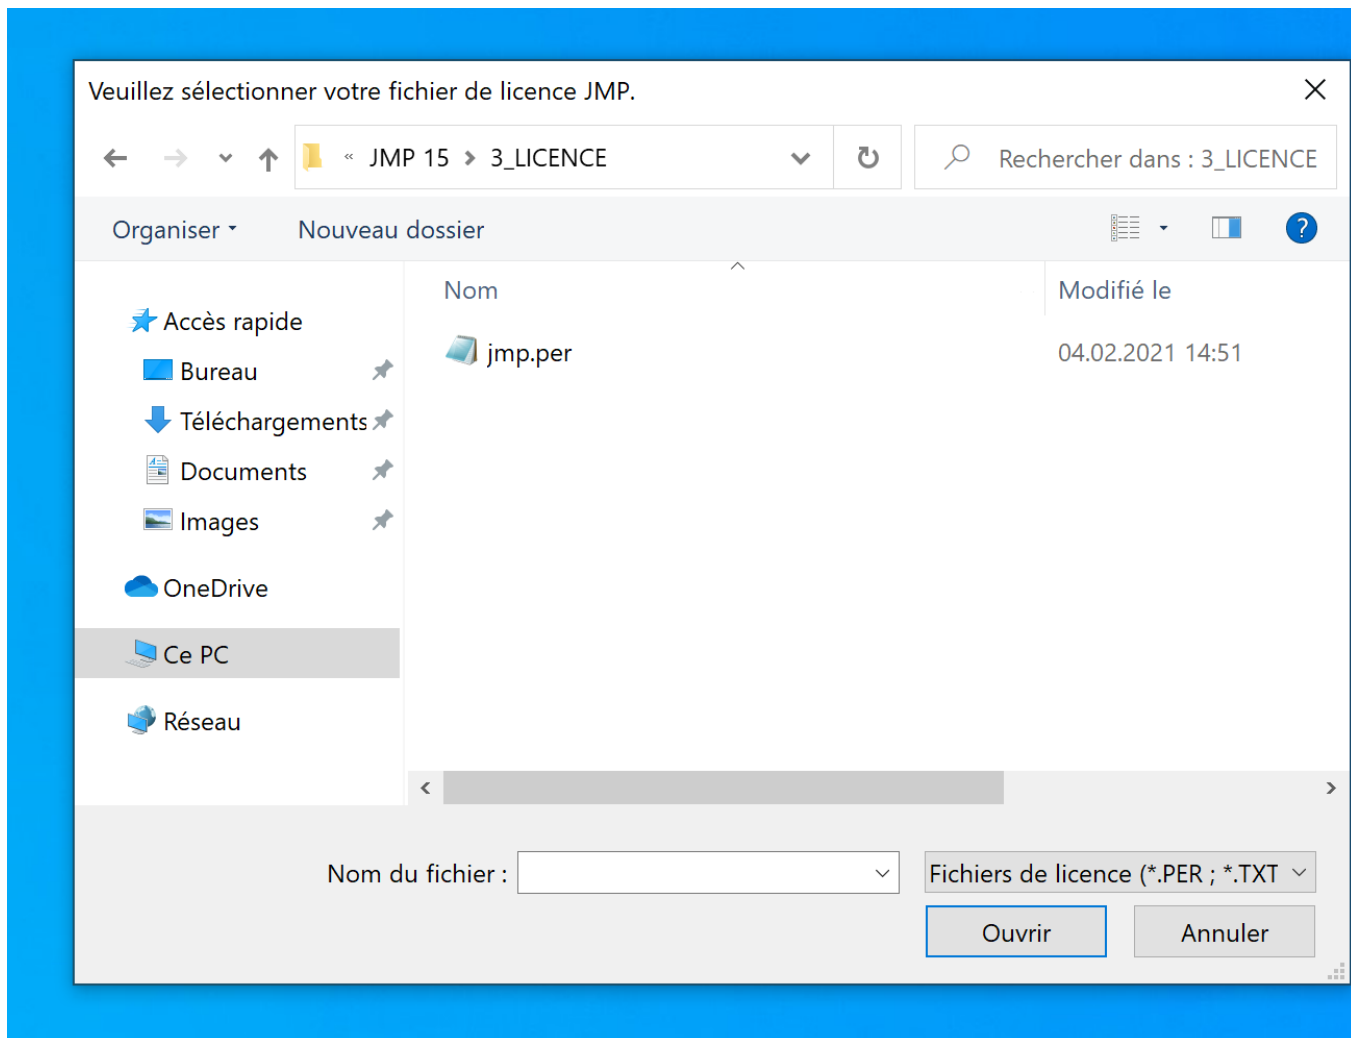 Veuillez sélectionner votre fichier de licence JMP.
« JMP 15 > 3_LICENCE
Rechercher dans : 3_LICENCE
Organiser
Nouveau dossier
?
Nom
Modifié le
Accès rapide
jmp.per
04.02.2021 14:51
Bureau
Téléchargements
Documents
Images
OneDrive
Ce PC
Réseau
Nom du fichier :
Fichiers de licence (*.PER ; *.TXT
Ouvrir
Annuler